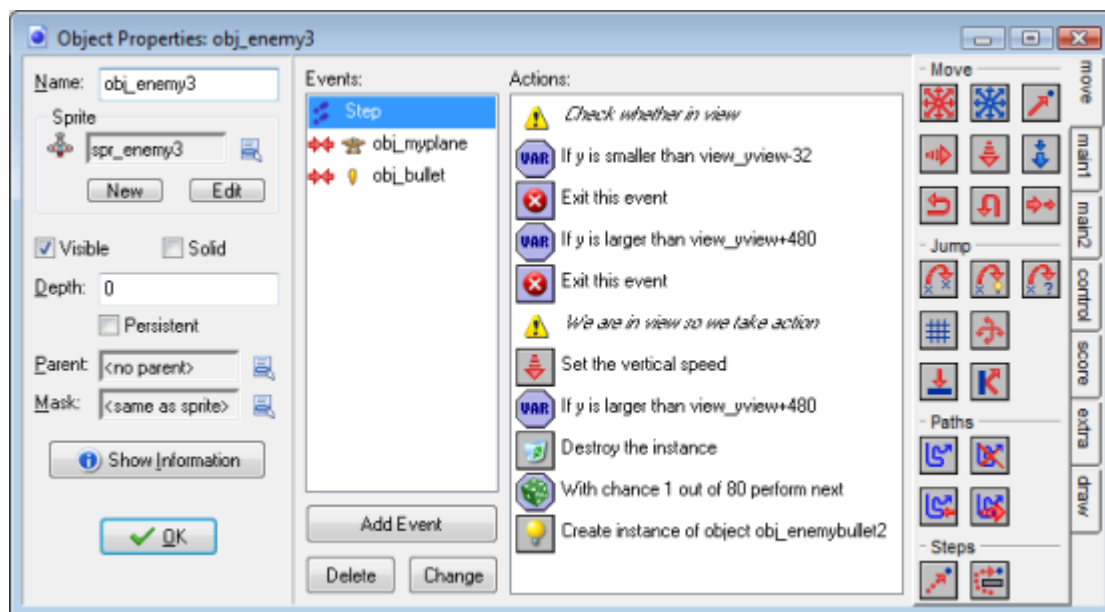 Object Properties: obj_enemy3
Name: obj_enemy3
Sprite
spr_enemy3
New Edit
Visible Solid
Depth: 0
Persistent
Parent: <no parent>
Mask: <same as sprite>
Show Information
OK
Events:
Step
obj_myplane
obj_bullet
Add Event
Delete Change
Actions:
Check whether in view
VAR If y is smaller than view_yview-32
Exit this event
VAR If y is larger than view_yview+480
Exit this event
We are in view so we take action
Set the vertical speed
VAR If y is larger than view_yview+480
Destroy the instance
With chance 1 out of 80 perform next
Create instance of object obj_enemybullet2
Move
Jump
Paths
Steps
move
main1
main2
control
score
extra
draw